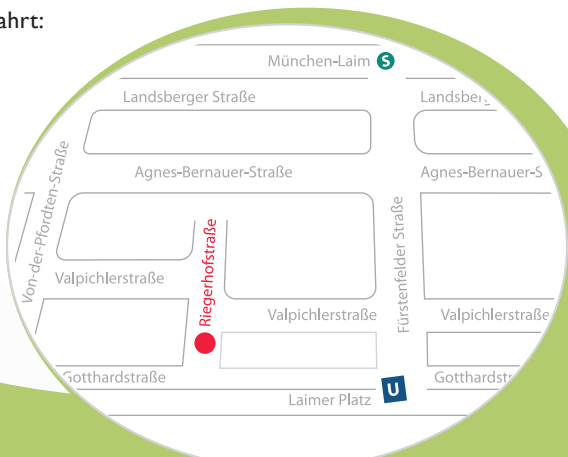 ahrt:
München-Laim S
Landsberger Straße
Landsberg
Agnes-Bernauer-Straße
Agnes-Bernauer-S
Von-der-Pfordten-Straße
Riegerhofstraße
Fürstenfelder Straße
Valpichlerstraße
Valpichlerstraße
Valpichlerstraße
Gotthardstraße
Gotthardstr
Laimer Platz U